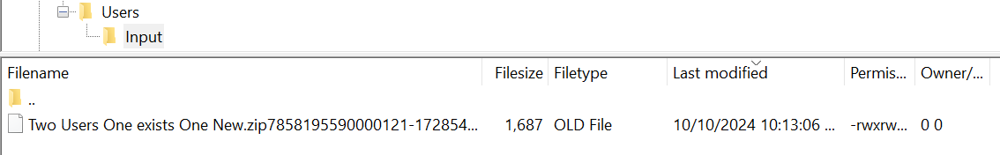 Users
Input
Filename Filesize Filetype Last modified Permis... Owner/...
..
Two Users One exists One New.zip7858195590000121-172854... 1,687 OLD File 10/10/2024 10:13:06 ... -rwxrw... 0 0